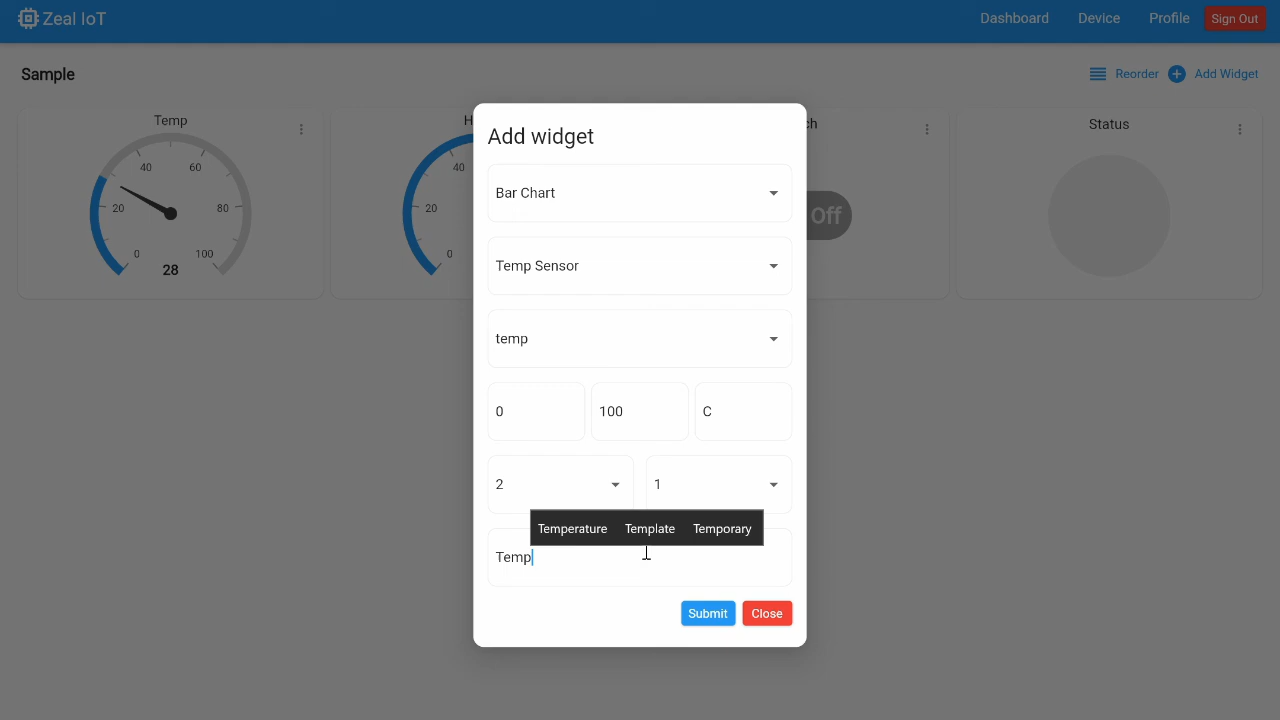 Zeal IoT
Dashboard Device Profile Sign Out
Sample
Reorder Add Widget
Temp
0 20 40 60 80 100
28
H
0 20 40
ch
Off
Status
Add widget
Bar Chart
Temp Sensor
temp
0 100 C
2 1
Temperature Template Temporary
Temp
Submit Close